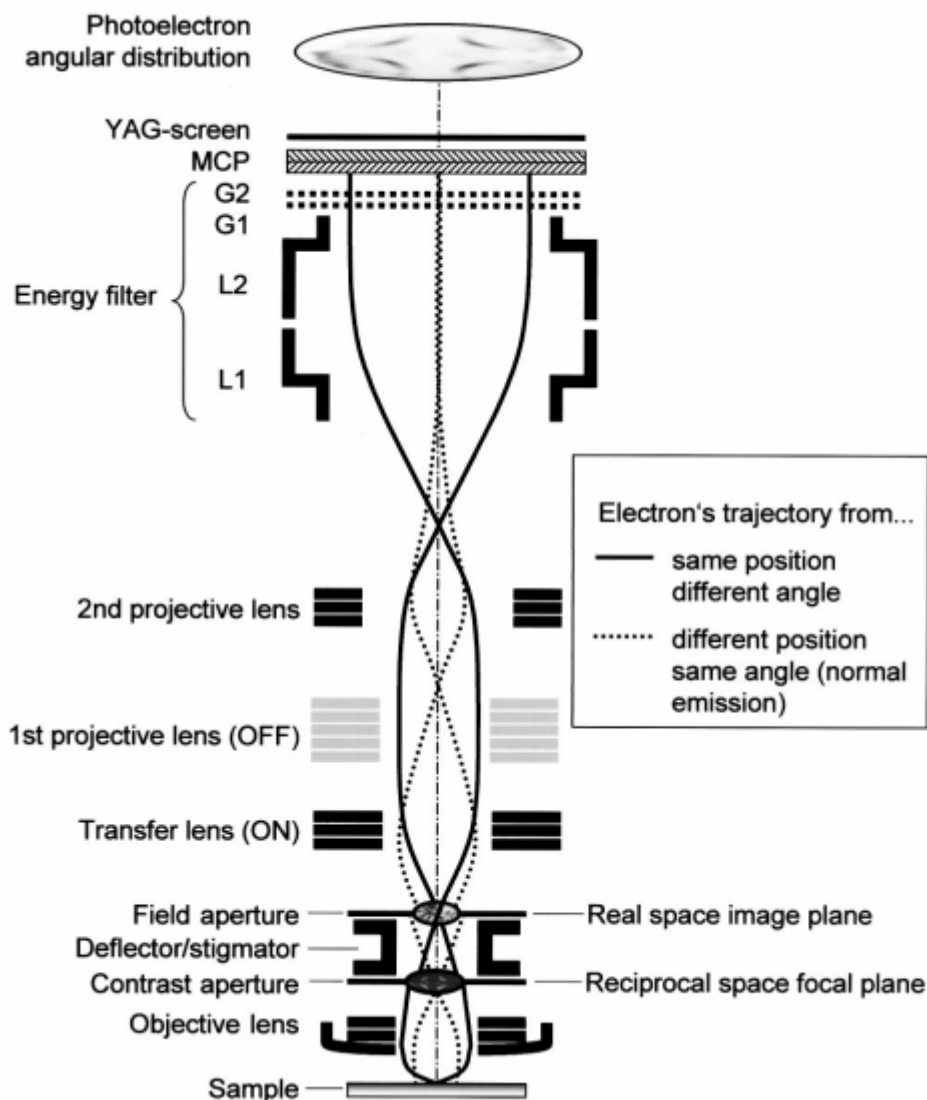 Photoelectron
angular distribution
YAG-screen
MCP
G2
G1
Energy filter
L2
L1
Electron‘s trajectory from...
same position
different angle
different position
same angle (normal
emission)
2nd projective lens
1st projective lens (OFF)
Transfer lens (ON)
Field aperture
Real space image plane
Deflector/stigmator
Contrast aperture
Reciprocal space focal plane
Objective lens
Sample